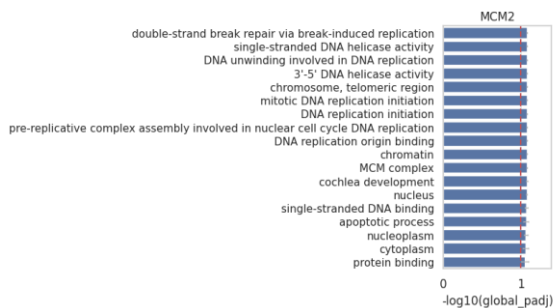 MCM2
double-strand break repair via break-induced replication
single-stranded DNA helicase activity
DNA unwinding involved in DNA replication
3'-5' DNA helicase activity
chromosome, telomeric region
mitotic DNA replication initiation
DNA replication initiation
pre-replicative complex assembly involved in nuclear cell cycle DNA replication
DNA replication origin binding
chromatin
MCM complex
cochlea development
nucleus
single-stranded DNA binding
apoptotic process
nucleoplasm
cytoplasm
protein binding
0 1
-log10(global_padj)